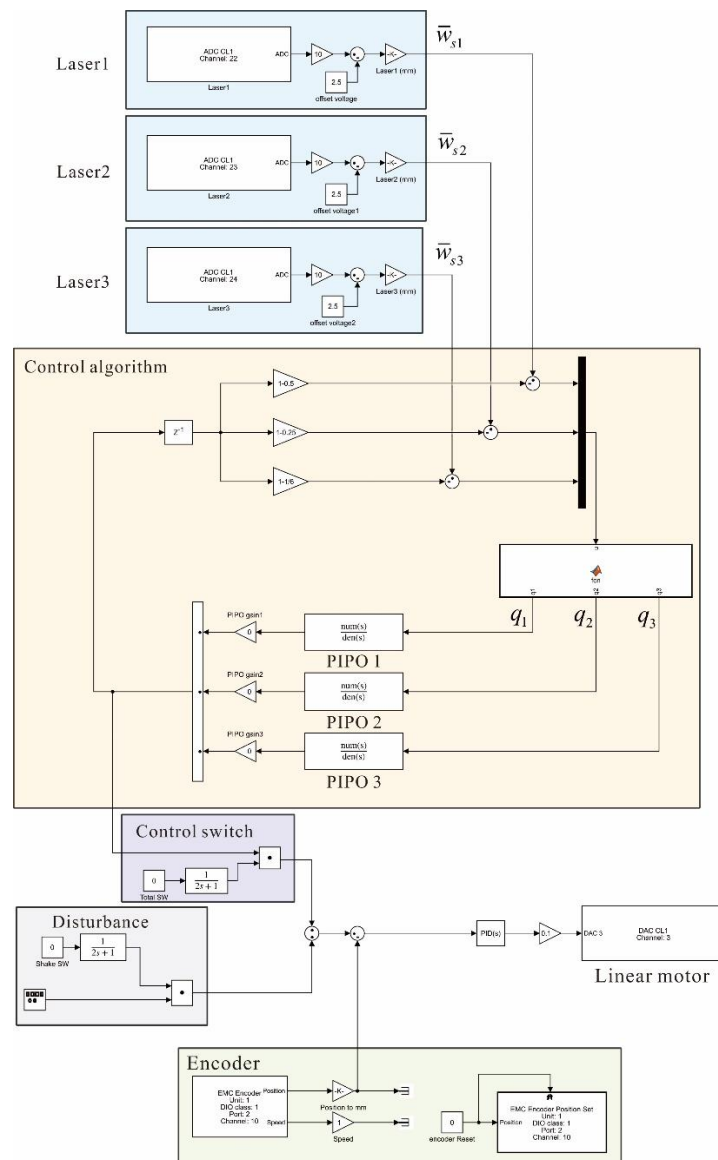 Laser1
ADC CL1
Channel: 22
ADC
Laser1
10
2.5
offset voltage
-K-
Laser1 (mm)
w̅s1
Laser2
ADC CL1
Channel: 23
ADC
Laser2
10
2.5
offset voltage1
-K-
Laser2 (mm)
w̅s2
Laser3
ADC CL1
Channel: 24
ADC
Laser3
10
2.5
offset voltage2
-K-
Laser3 (mm)
w̅s3
Control algorithm
1-0.5
z⁻¹
1-0.25
1-1/6
u
fcn
q1
q2
q3
q1
q2
q3
PIPO gain1
0
num(s)
den(s)
PIPO 1
PIPO gain2
0
num(s)
den(s)
PIPO 2
PIPO gain3
0
num(s)
den(s)
PIPO 3
Control switch
0
Total SW
1
2s + 1
Disturbance
0
Shake SW
1
2s + 1
PID(s)
0.1
DAC 3
DAC CL1
Channel: 3
Linear motor
Encoder
EMC Encoder
Unit: 1
DIO class: 1
Port: 2
Channel: 10
Position
Speed
-K-
Position to mm
1
Speed
0
encoder Reset
Position
EMC Encoder Position Set
Unit: 1
DIO class: 1
Port: 2
Channel: 10